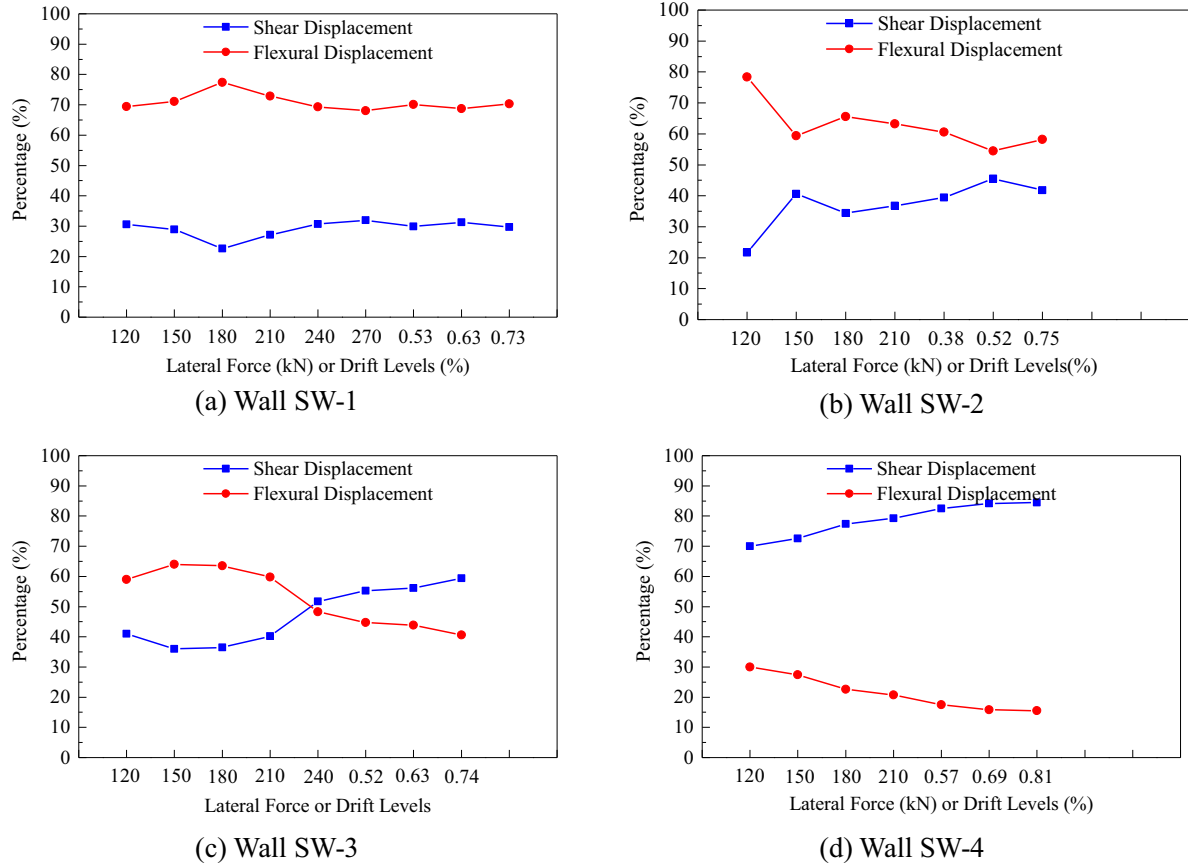 100
90
80
70
60
50
40
30
20
10
0
Percentage (%)
Shear Displacement
Flexural Displacement
120 150 180 210 240 270 0.53 0.63 0.73
Lateral Force (kN) or Drift Levels (%)
(a) Wall SW-1
100
90
80
70
60
50
40
30
20
10
0
Percentage (%)
Shear Displacement
Flexural Displacement
120 150 180 210 0.38 0.52 0.75
Lateral Force (kN) or Drift Levels(%)
(b) Wall SW-2
100
90
80
70
60
50
40
30
20
10
0
Percentage (%)
Shear Displacement
Flexural Displacement
120 150 180 210 240 0.52 0.63 0.74
Lateral Force or Drift Levels
(c) Wall SW-3
100
90
80
70
60
50
40
30
20
10
0
Percentage (%)
Shear Displacement
Flexural Displacement
120 150 180 210 0.57 0.69 0.81
Lateral Force (kN) or Drift Levels (%)
(d) Wall SW-4